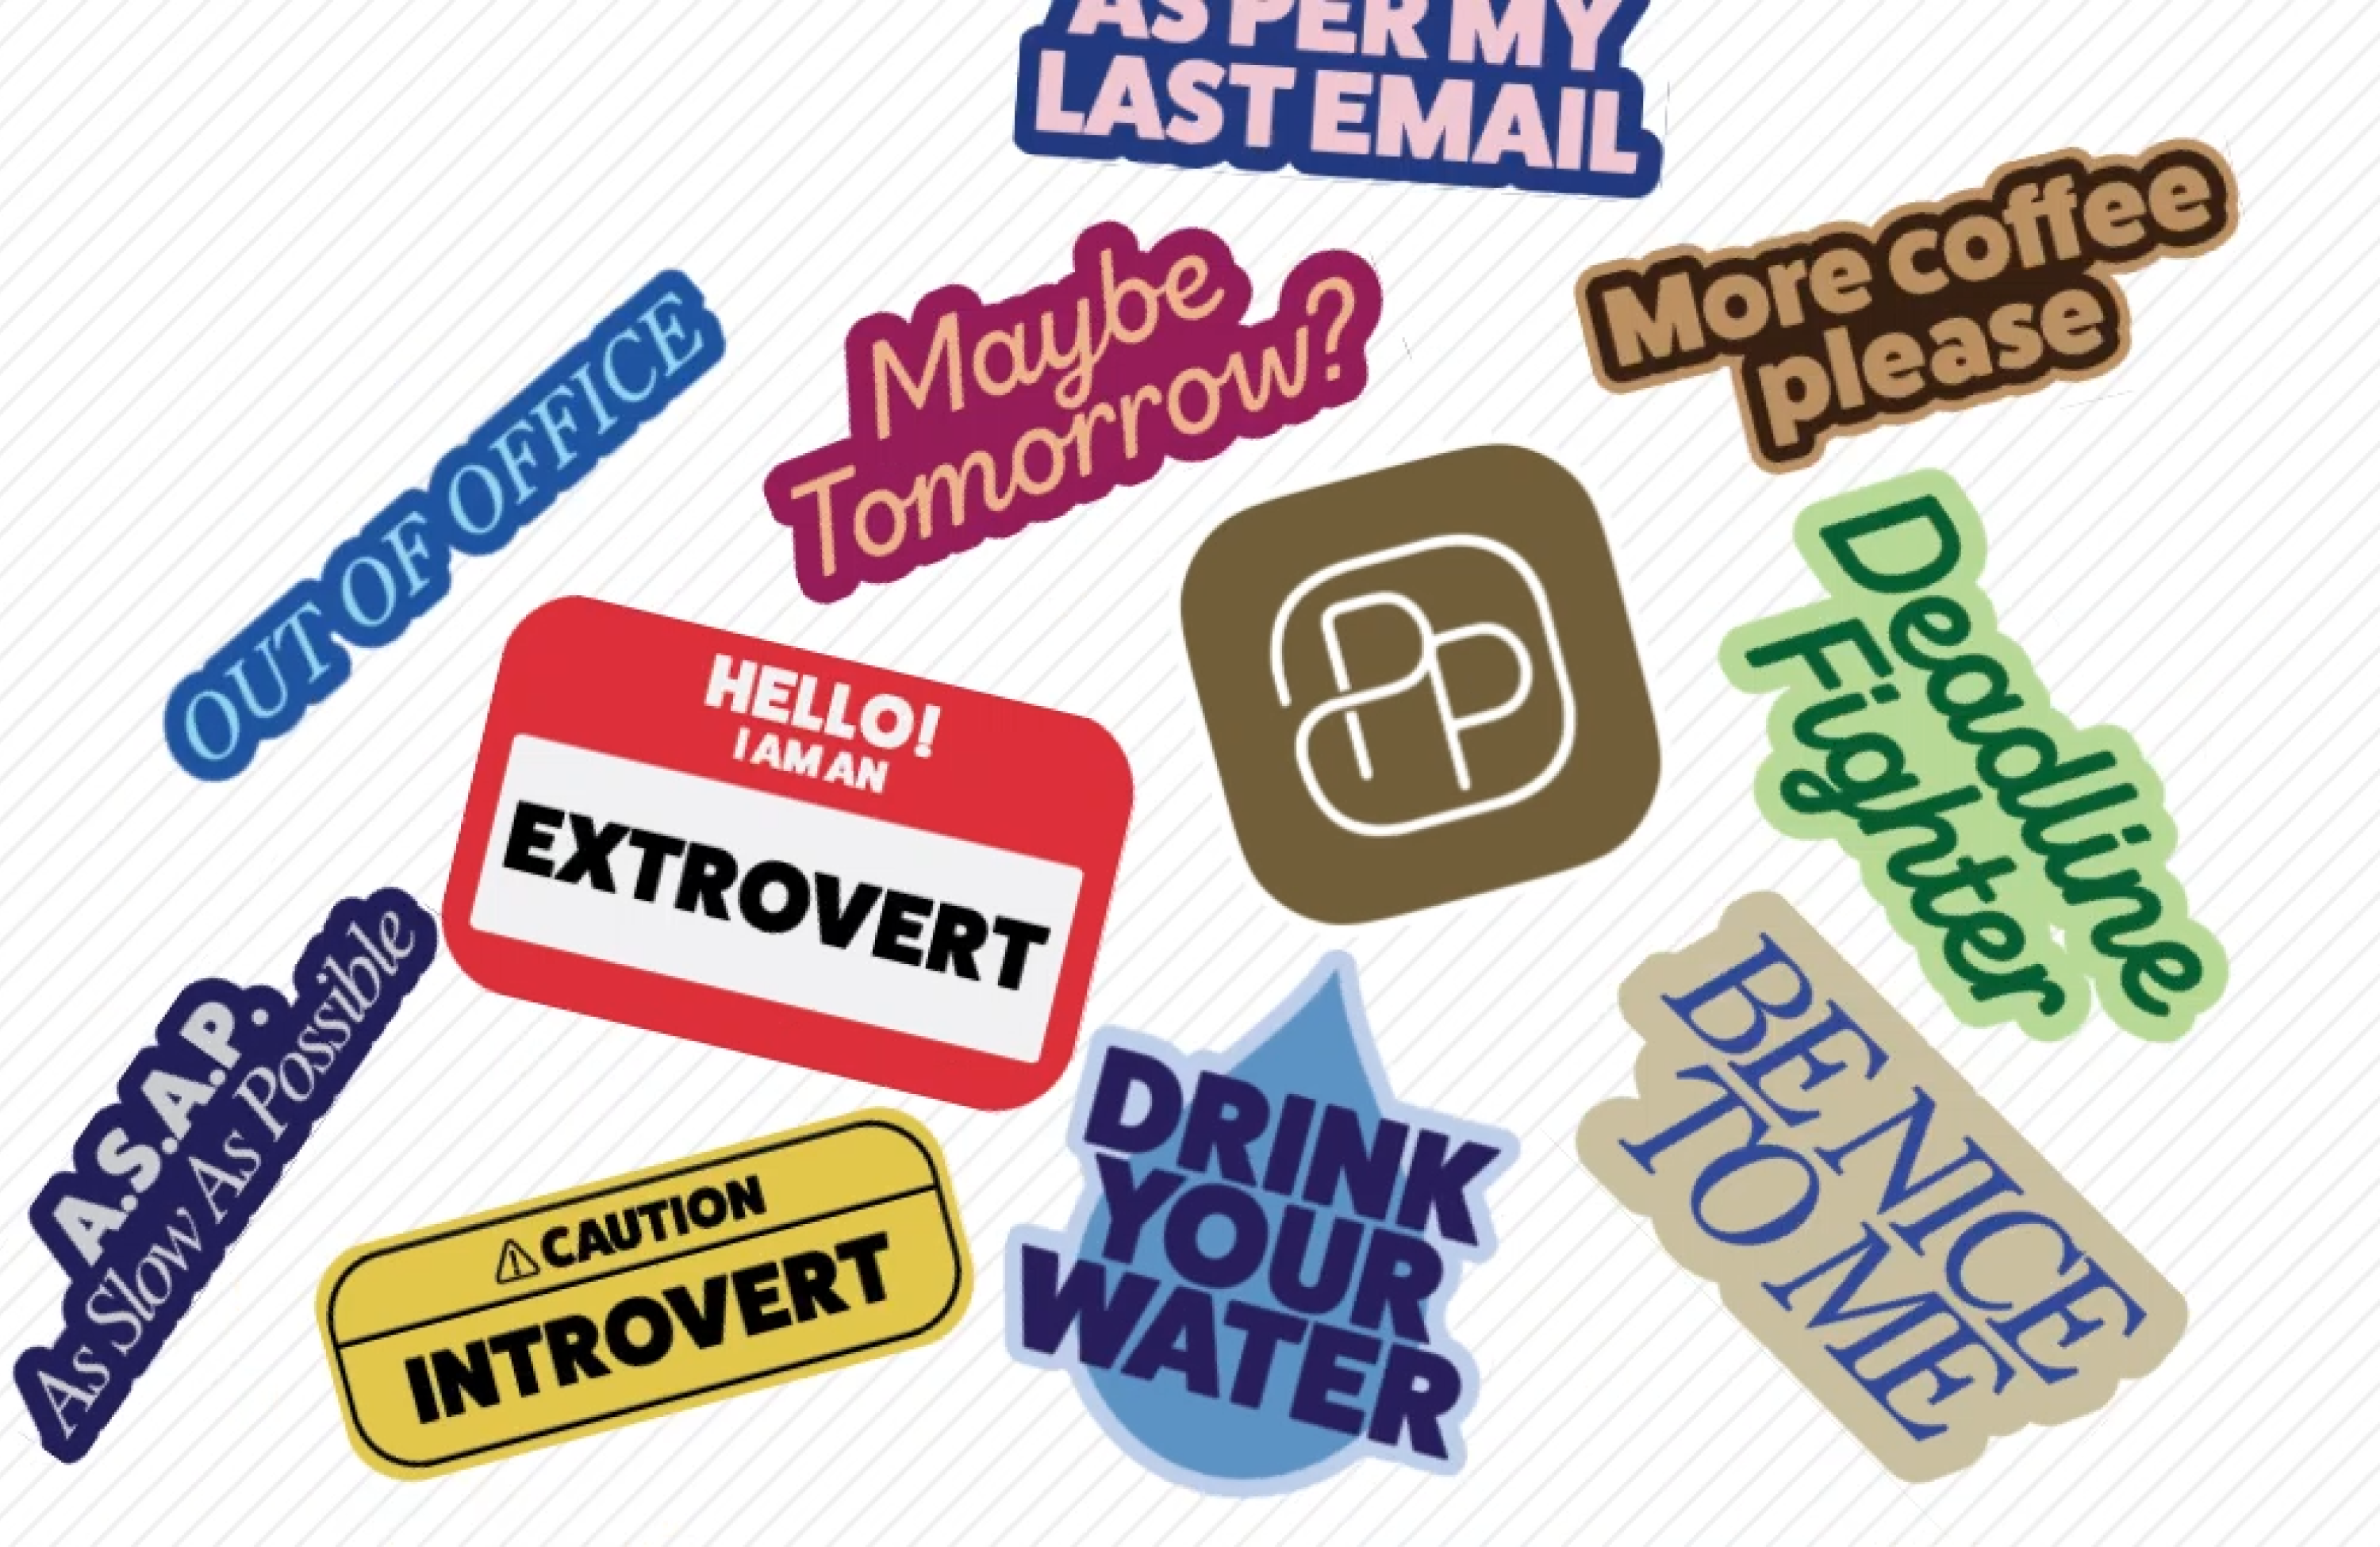 AS PER MY
LAST EMAIL
More coffee
please
Maybe
Tomorrow?
OUT OF OFFICE
PP
Deadline
Fighter
HELLO!
I AM AN
EXTROVERT
A.S.A.P.
As Slow As Possible
BE NICE
TO ME
DRINK
YOUR
WATER
CAUTION
INTROVERT